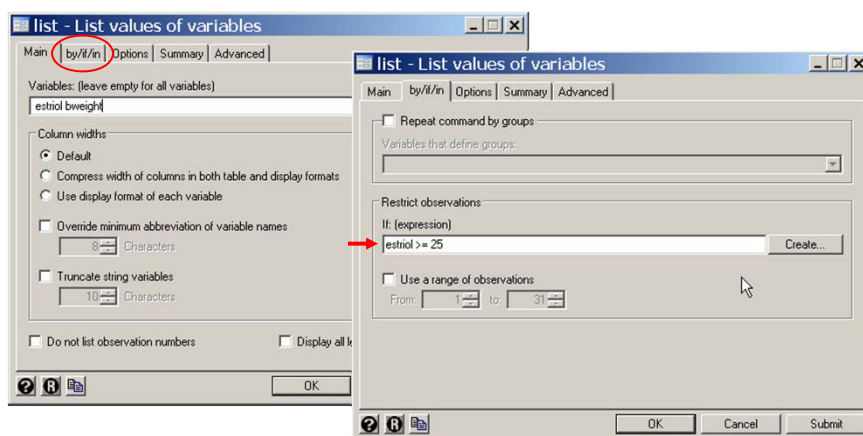 list - List values of variables
Main by/if/in Options Summary Advanced
Variables: (leave empty for all variables)
estriol bweight
Column widths
Default
Compress width of columns in both table and display formats
Use display format of each variable
Override minimum abbreviation of variable names
8 Characters
Truncate string variables
10 Characters
Do not list observation numbers
Display all le
OK
list - List values of variables
Main by/if/in Options Summary Advanced
Repeat command by groups
Variables that define groups:
Restrict observations
If: (expression)
estriol >= 25
Create...
Use a range of observations
From: 1 to: 31
OK Cancel Submit